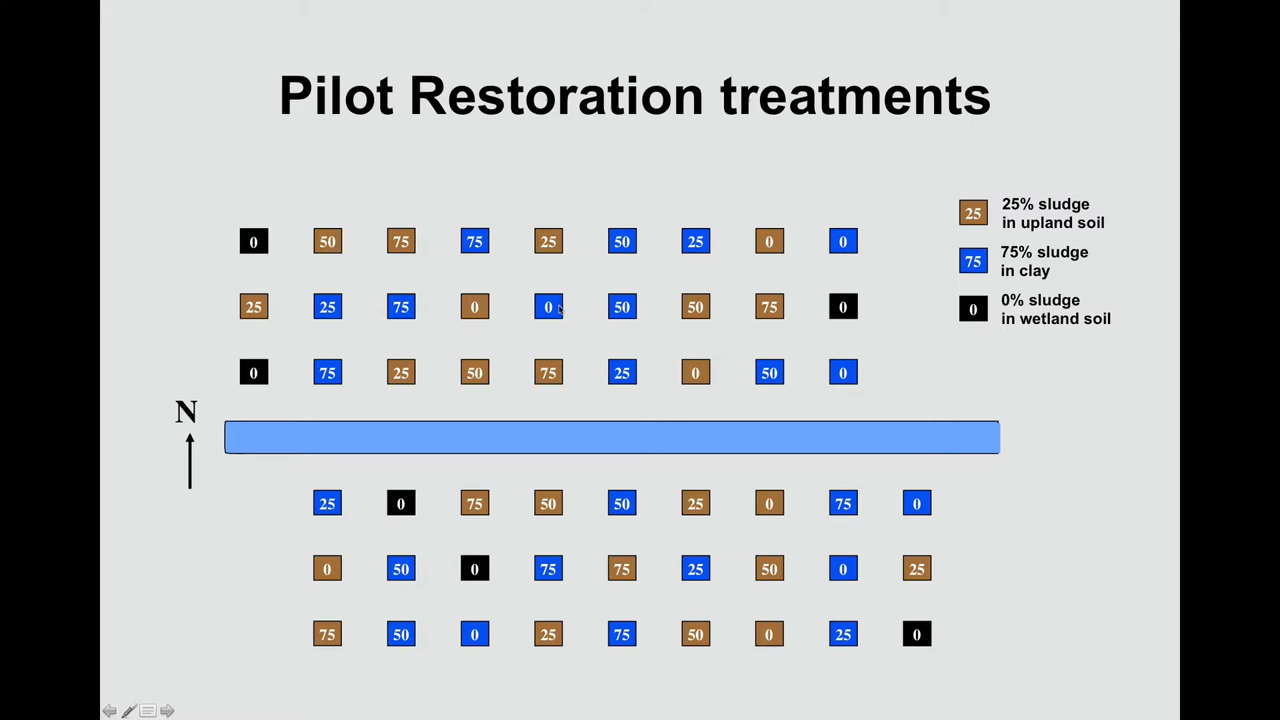 Pilot Restoration treatments
25% sludge
25
in upland soil
75% sludge
75
in clay
0% sludge
0
in wetland soil
0 50 75 75 25 50 25 0 0
25 25 75 0 0 50 50 75 0
0 75 25 50 75 25 0 50 0
N
25 0 75 50 50 25 0 75 0
0 50 0 75 75 25 50 0 25
75 50 0 25 75 50 0 25 0